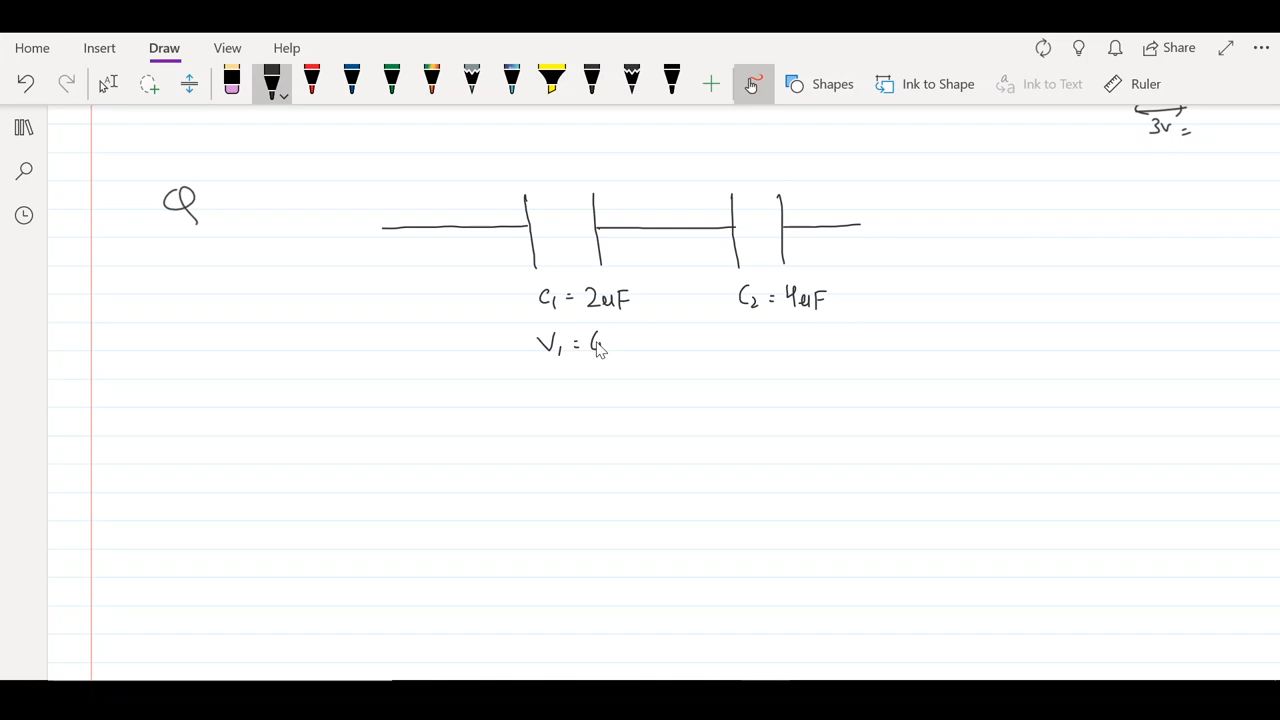 Home Insert Draw View Help Share
Shapes Ink to Shape Ink to Text Ruler
3v =
Q
C₁ = 2uF C₂ = 4uF
V₁ =